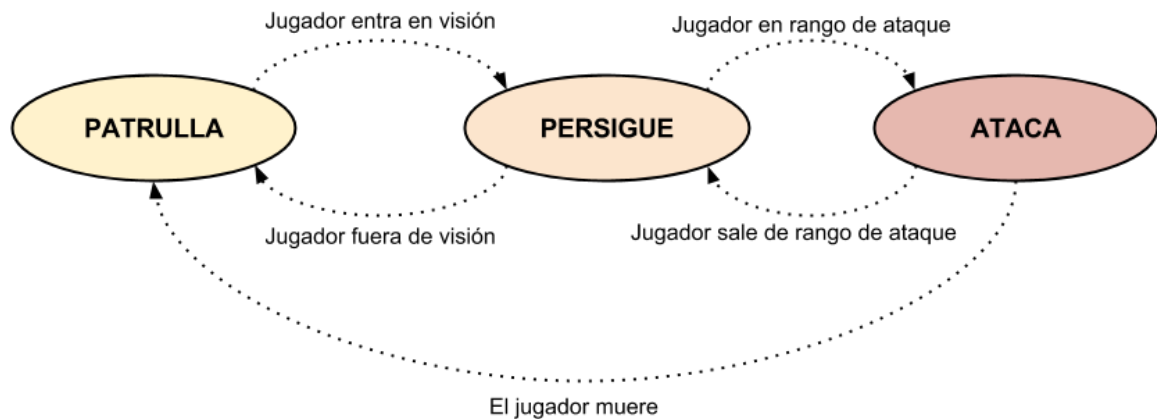 Jugador entra en visión
Jugador en rango de ataque
PATRULLA
PERSIGUE
ATACA
Jugador fuera de visión
Jugador sale de rango de ataque
El jugador muere